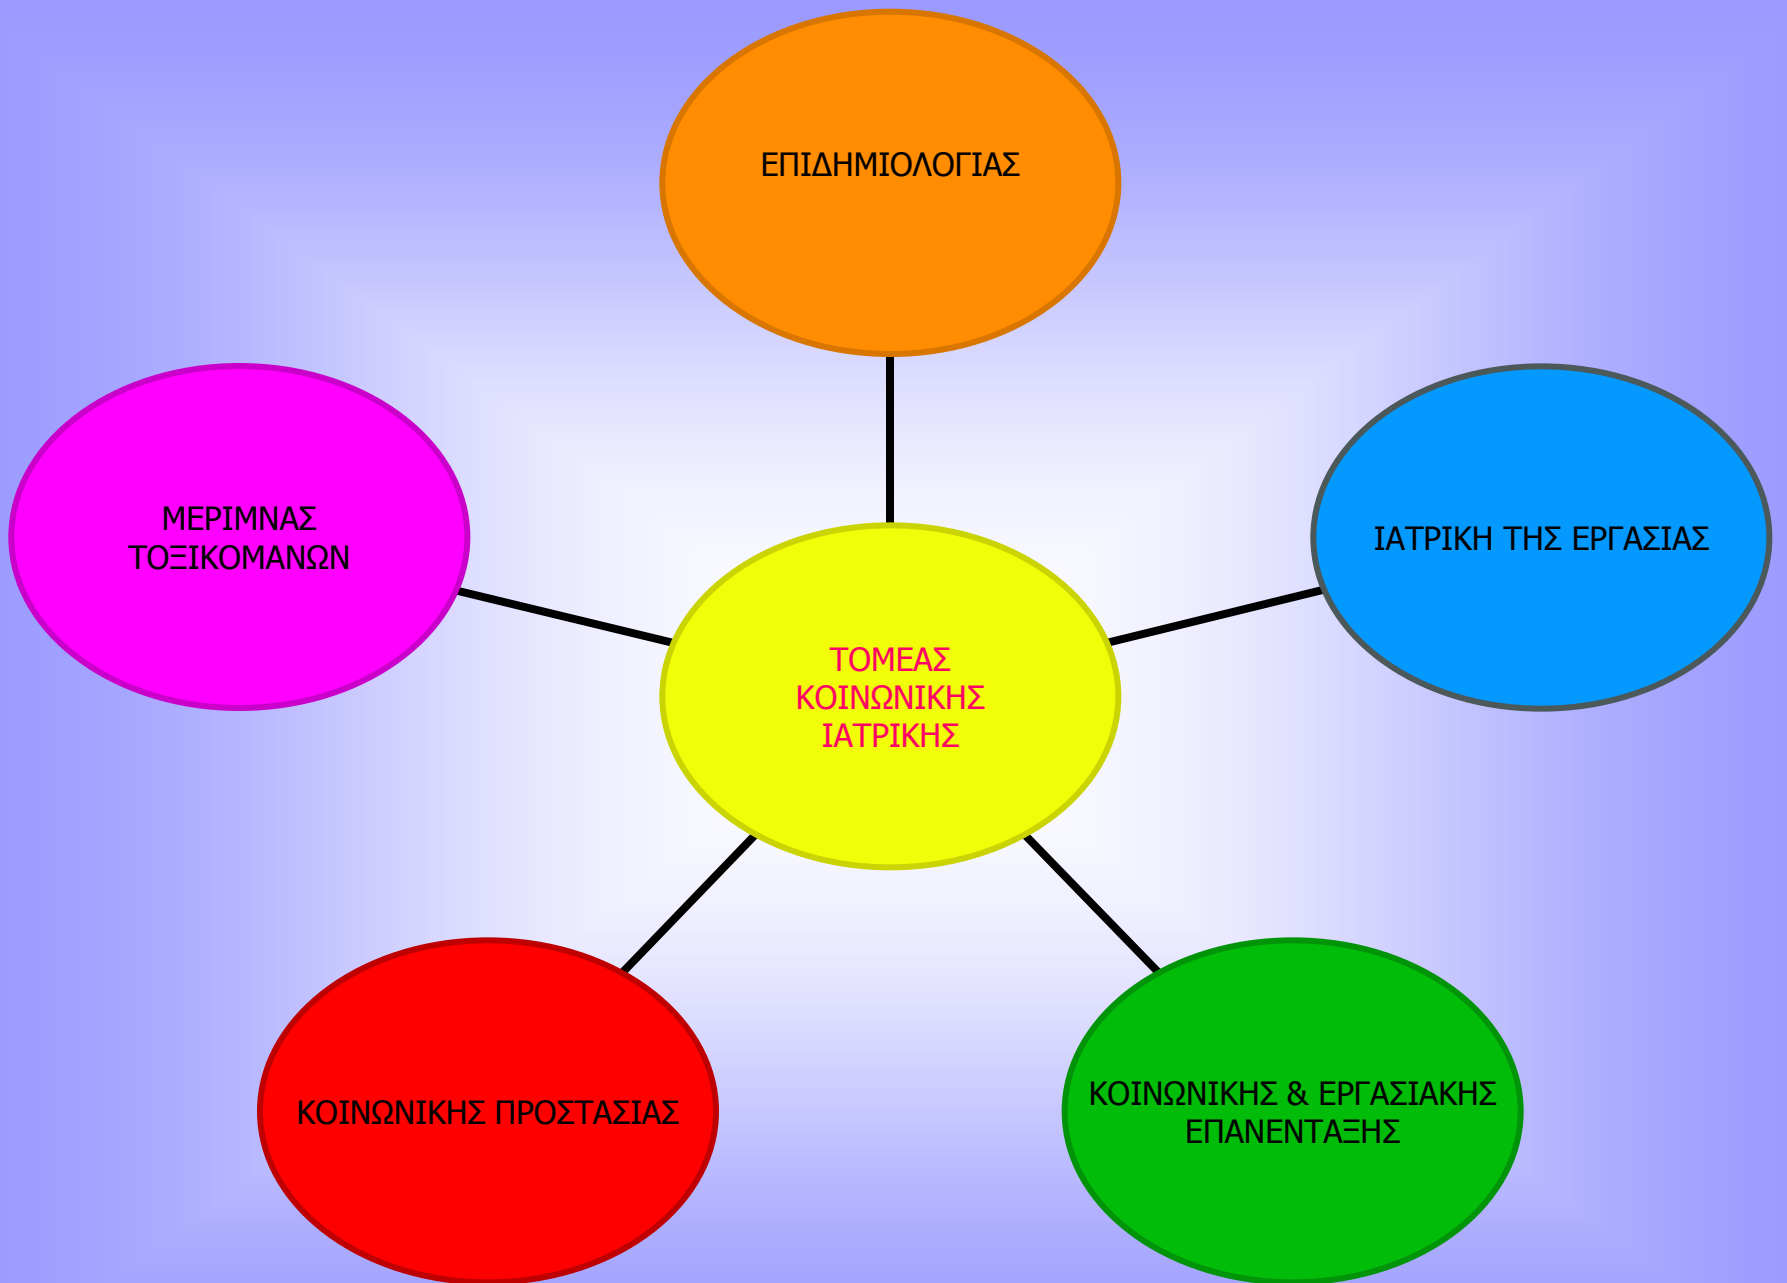 ΕΠΙΔΗΜΙΟΛΟΓΙΑΣ
ΜΕΡΙΜΝΑΣ
ΤΟΞΙΚΟΜΑΝΩΝ
ΙΑΤΡΙΚΗ ΤΗΣ ΕΡΓΑΣΙΑΣ
ΤΟΜΕΑΣ
ΚΟΙΝΩΝΙΚΗΣ
ΙΑΤΡΙΚΗΣ
ΚΟΙΝΩΝΙΚΗΣ ΠΡΟΣΤΑΣΙΑΣ
ΚΟΙΝΩΝΙΚΗΣ & ΕΡΓΑΣΙΑΚΗΣ
ΕΠΑΝΕΝΤΑΞΗΣ